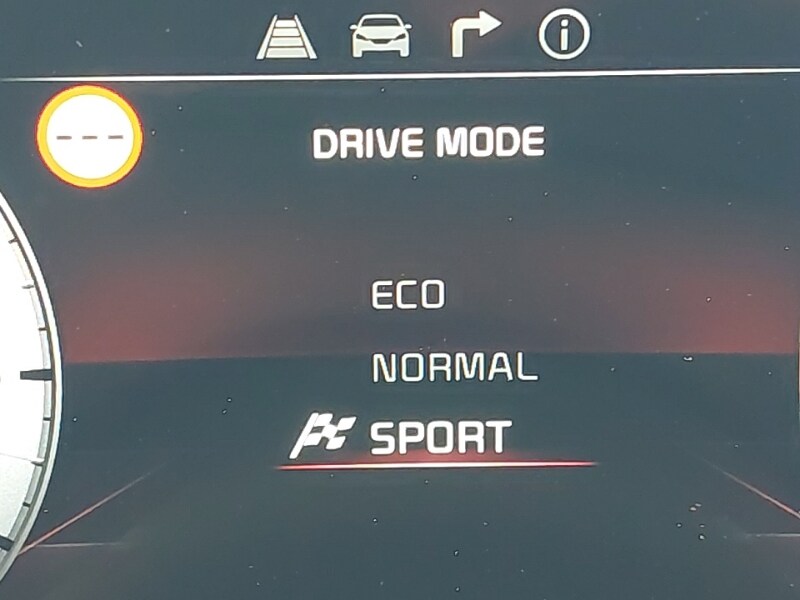 ---
DRIVE MODE
ECO
NORMAL
SPORT